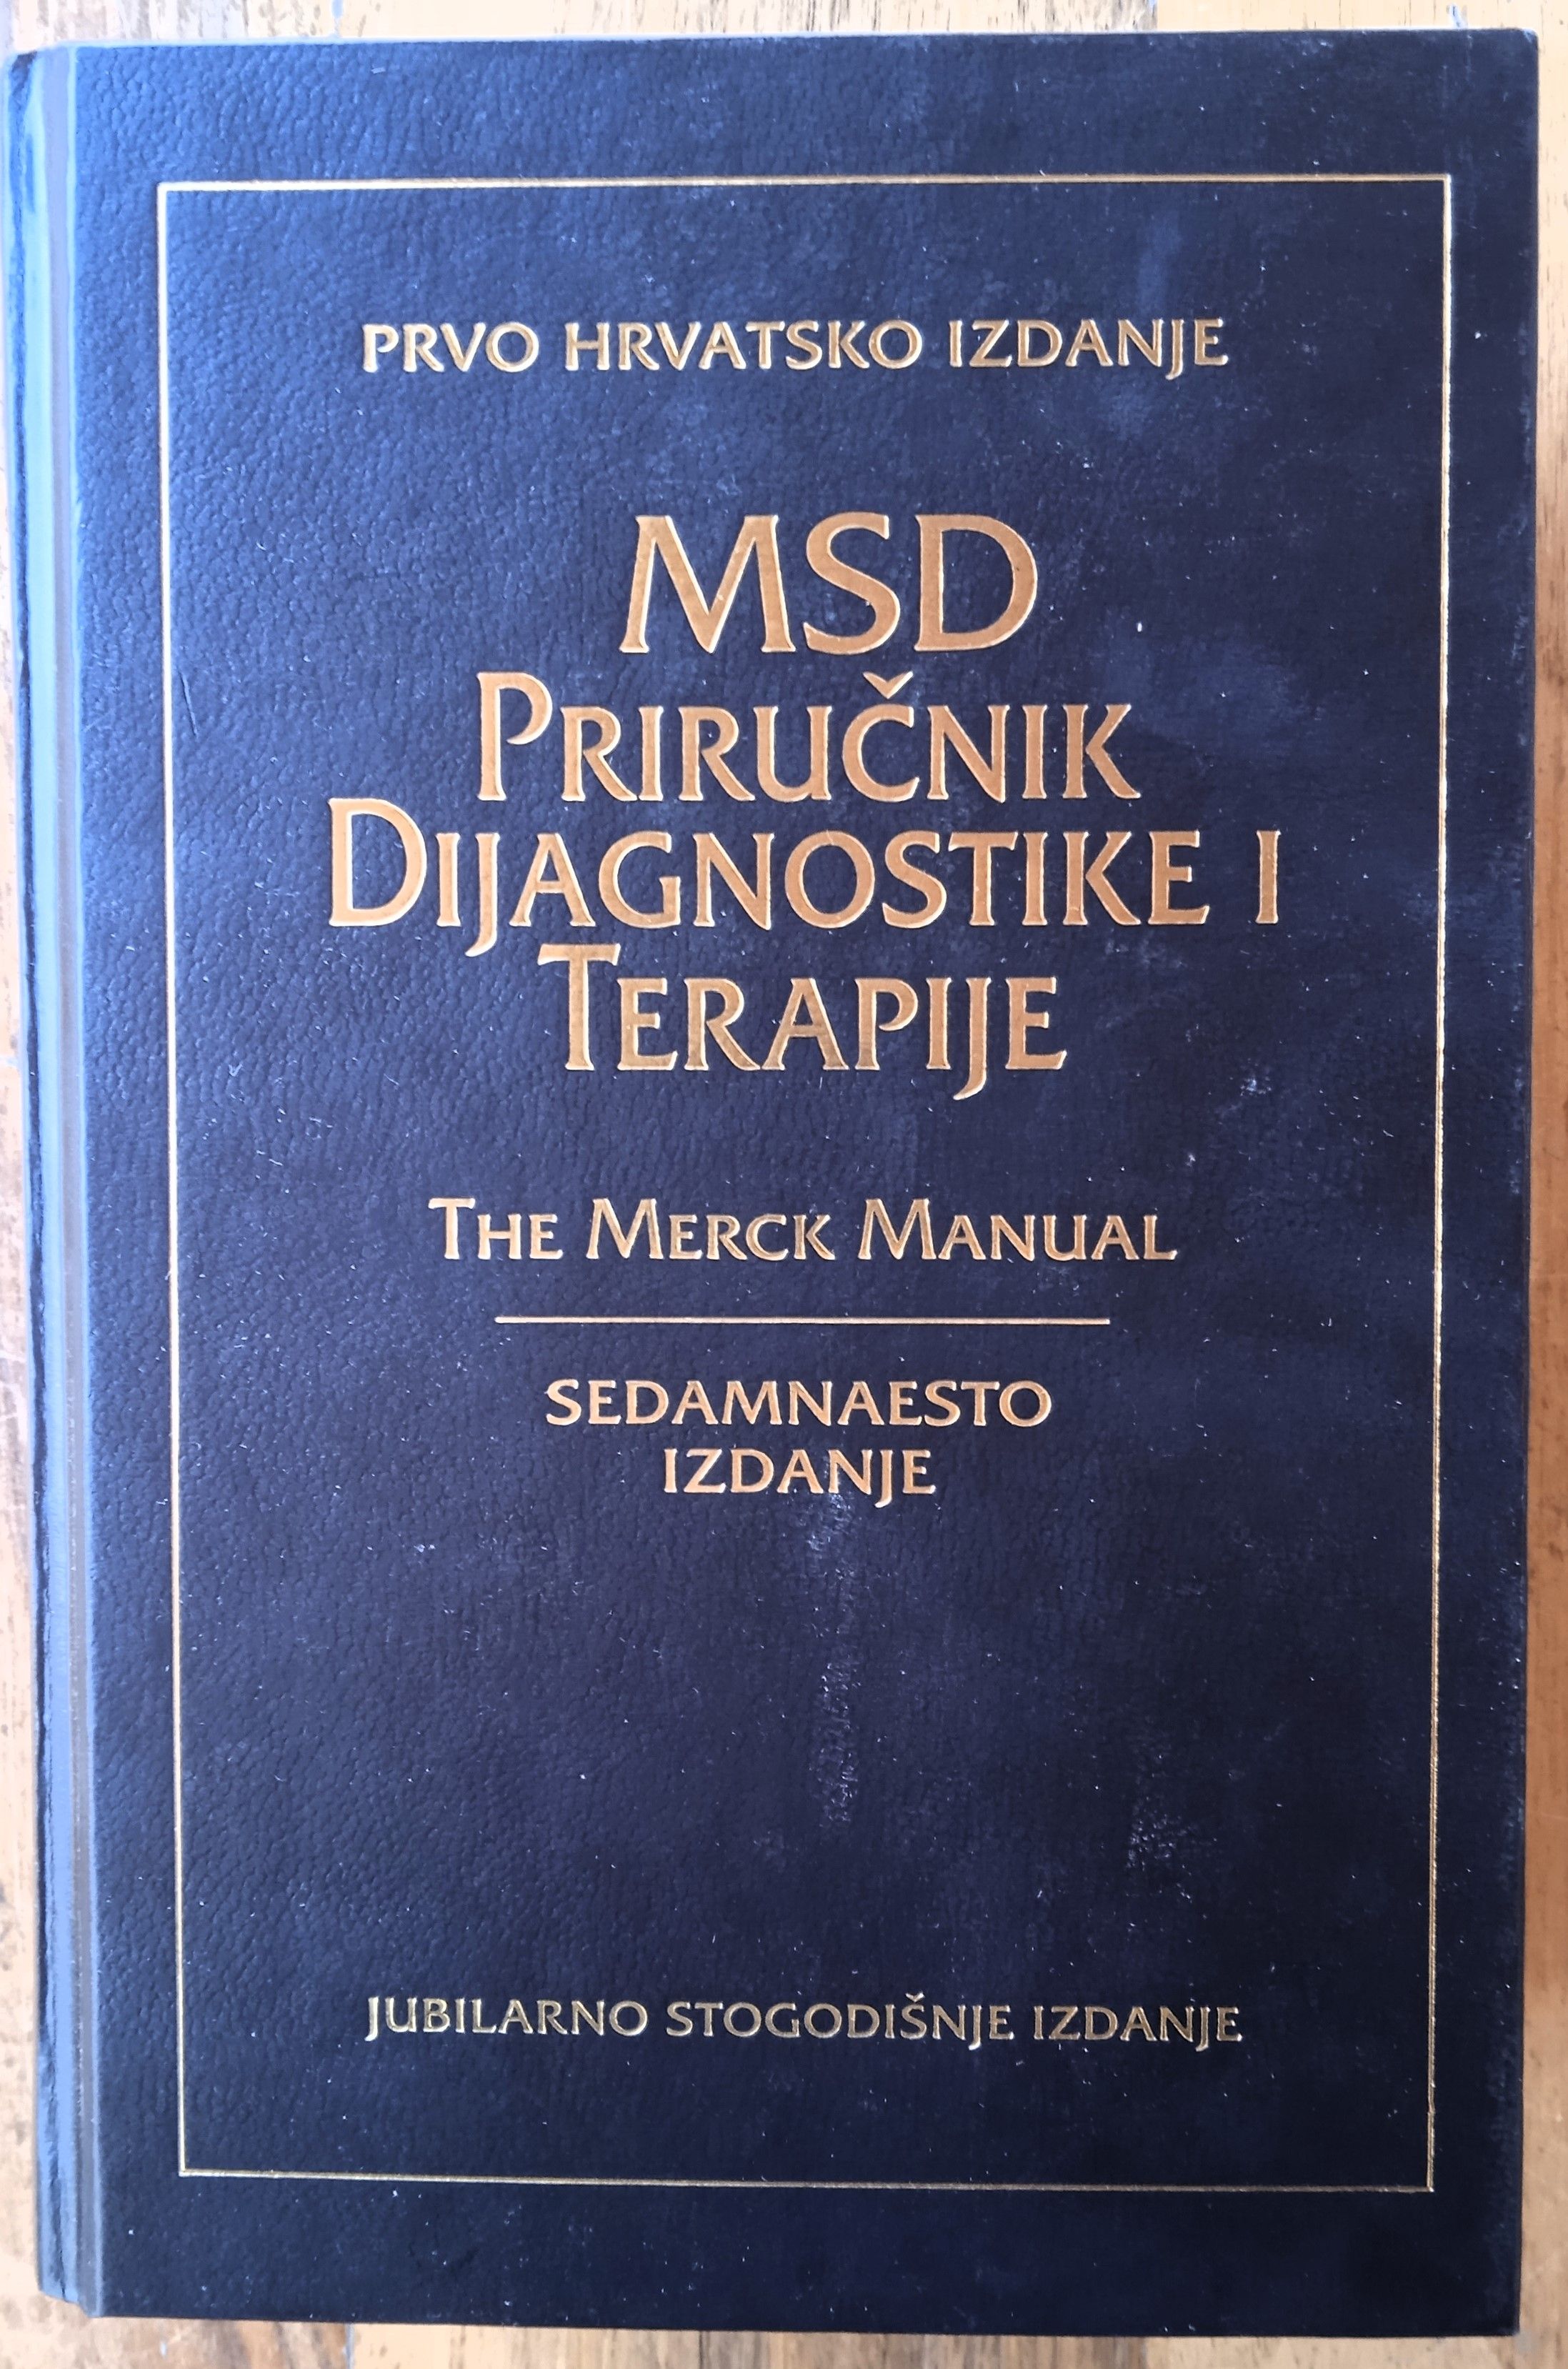 PRVO HRVATSKO IZDANJE
MSD
PRIRUČNIK
DIJAGNOSTIKE I
TERAPIJE
THE MERCK MANUAL
SEDAMNAESTO
IZDANJE
JUBILARNO STOGODIŠNJE IZDANJE